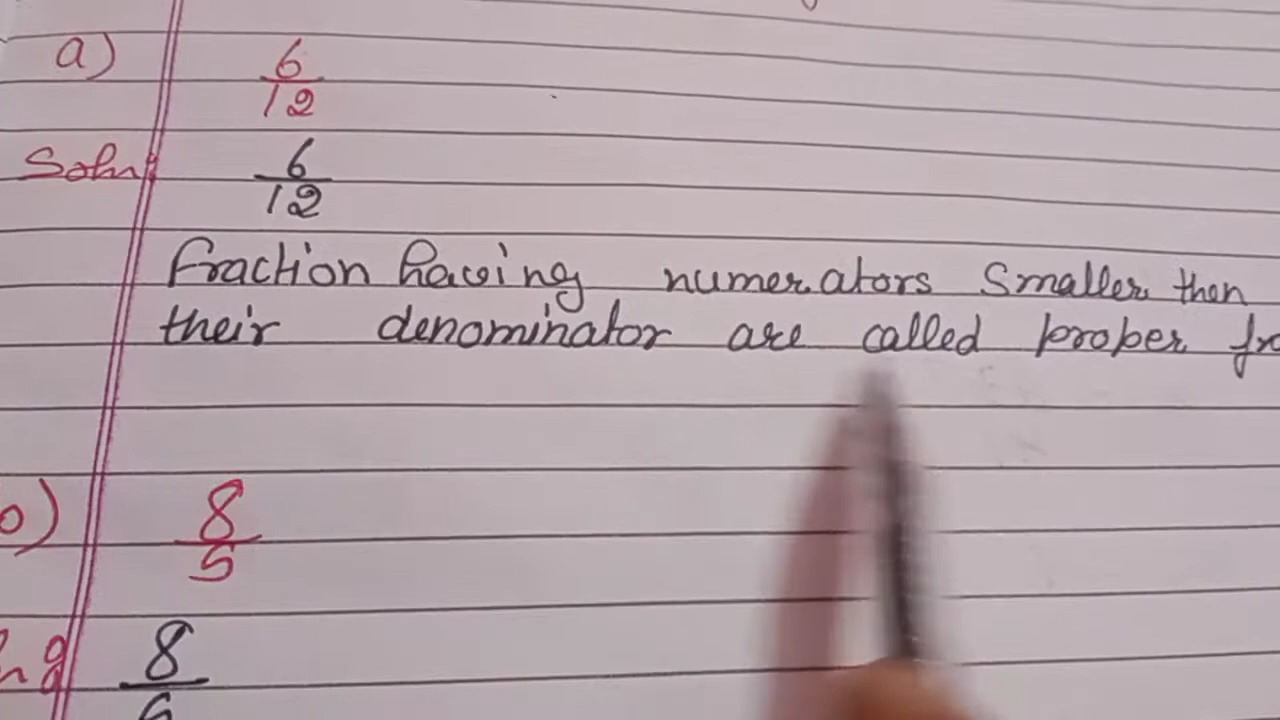 a) 6/12
Soln: 6/12
fraction having numerators smaller then
their denominator are called proper
b) 8/5
8